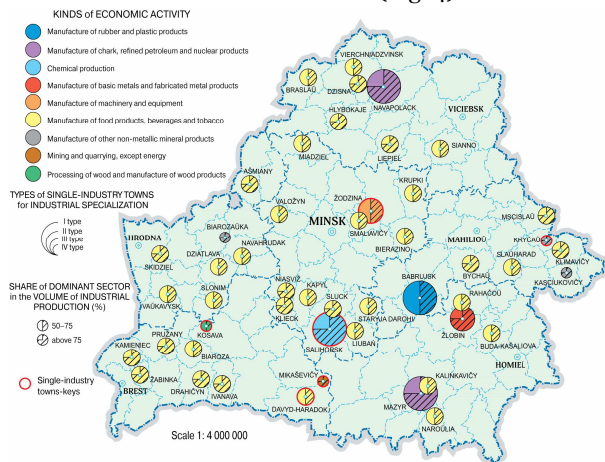 KINDS of ECONOMIC ACTIVITY
Manufacture of rubber and plastic products
Manufacture of chark, refined petroleum and nuclear products
Chemical production
Manufacture of basic metals and fabricated metal products
Manufacture of machinery and equipment
Manufacture of food products, beverages and tobacco
Manufacture of other non-metallic mineral products
Mining and quarrying, except energy
Processing of wood and manufacture of wood products
TYPES of SINGLE-INDUSTRY TOWNS
for INDUSTRIAL SPECIALIZATION
I type
II type
III type
IV type
SHARE of DOMINANT SECTOR
in the VOLUME of INDUSTRIAL
PRODUCTION (%)
50–75
above 75
Single-industry
towns-keys
VIERCHNIADZVINSK
BRASLAŬ
DZISNA
NAVAPOLACK
HLYBOKAJE
VICIEBSK
MIADZIEL
LIEPIEL
SIANNO
AŠMIANY
KRUPKI
VALOŽYN
ŽODZINA
MINSK
SMALIAVIČY
MSCISLAŬ
HRODNA
BIAROZAŬKA
NAVAHRUDAK
BIERAZINO
MAHILIOŬ
KHYČAŬ
SKIDZIEL
DZIATLAVA
SLAŬHARAD
KLIMAVIČY
NIASVIŽ
KAPYL
BABRUJSK
BYCHAŬ
KASCIUKOVIČY
SLONIM
SLUCK
RAHAČOŬ
VAŬKAVYSK
KLIECK
STARYJA DAROHI
KOSAVA
SALIHORSK
LIUBAN
ŽLOBIN
PRUŽANY
BUDA-KAŠALIOVA
KAMIENIEC
BIAROZA
HOMIEL
ŽABINKA
MIKAŠEVIČY
KALINKAVIČY
BREST
DRAHIČYN
IVANAVA
DAVYD-HARADOK
MAZYR
NAROŬLIA
Scale 1: 4 000 000